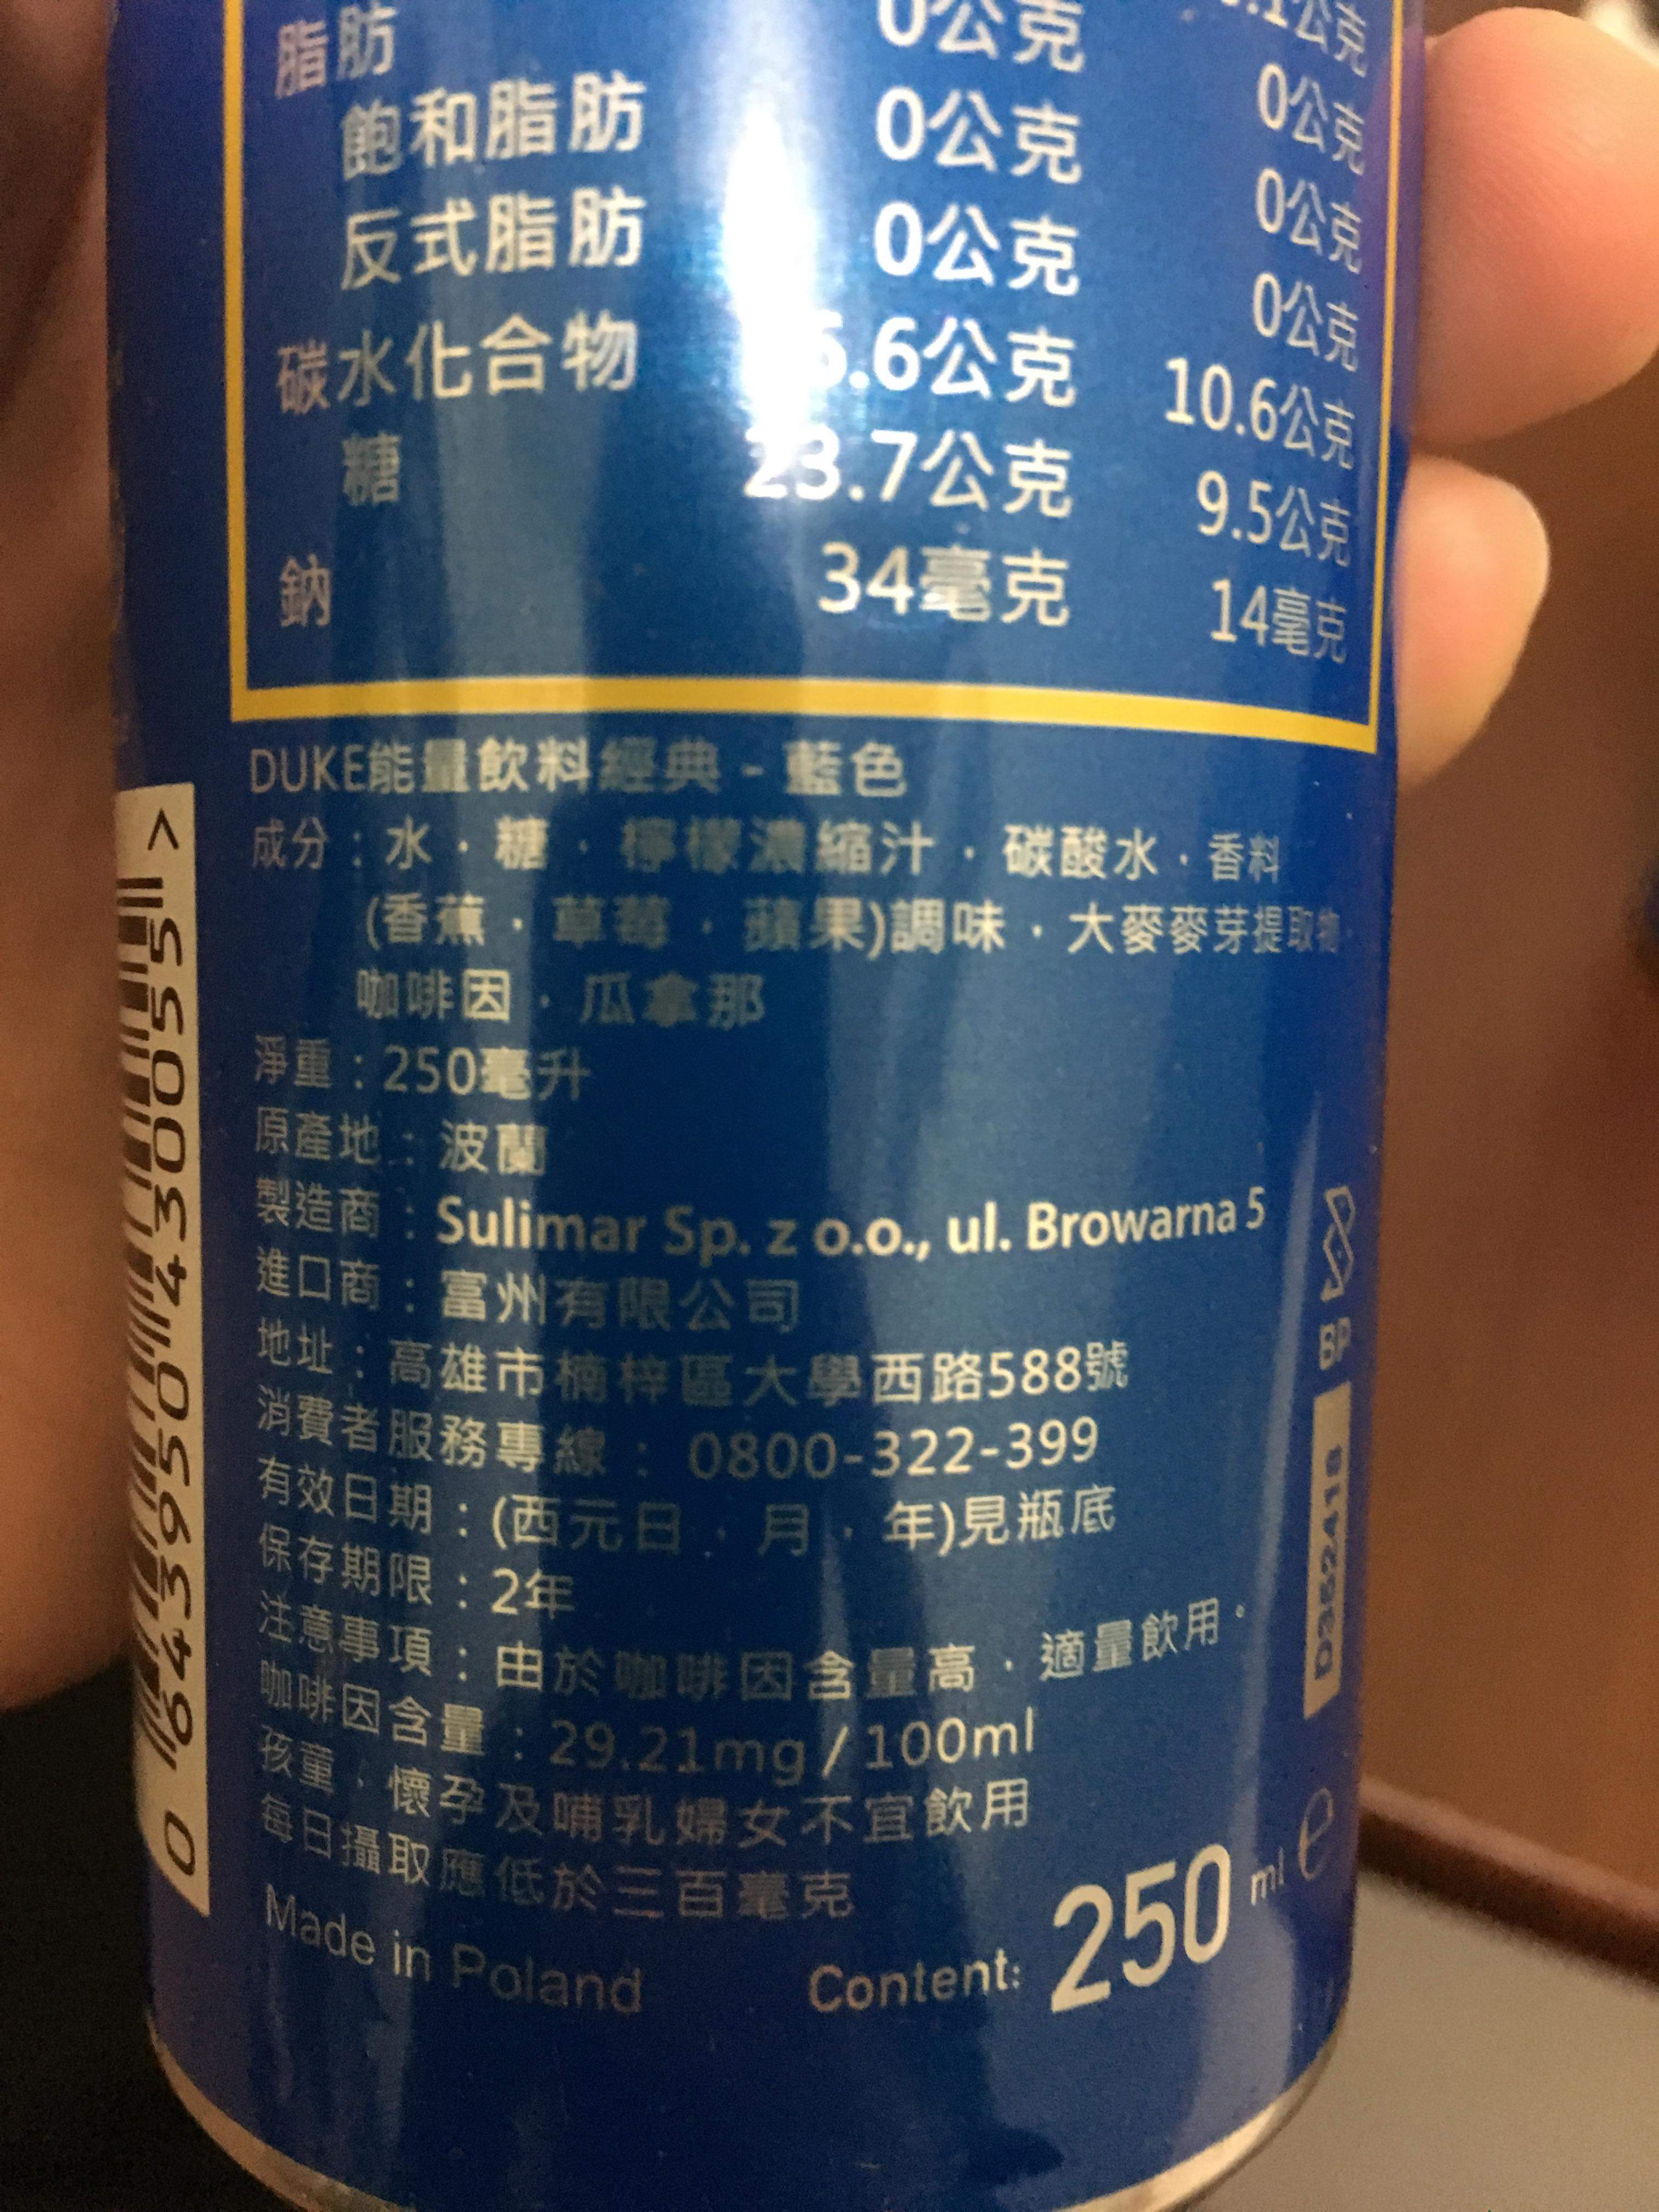 脂肪 0公克 0公克
飽和脂肪 0公克 0公克
反式脂肪 0公克 0公克
碳水化合物 6.6公克 10.6公克
糖 23.7公克 9.5公克
鈉 34毫克 14毫克
DUKE能量飲料經典 - 藍色
成分：水．糖．檸檬濃縮汁．碳酸水．香料
(香蕉．草莓．蘋果)調味．大麥麥芽提取物
咖啡因．瓜拿那
淨重：250毫升
原產地：波蘭
製造商：Sulimar Sp. z o.o., ul. Browarna 5
進口商：富州有限公司
地址：高雄市楠梓區大學西路588號
消費者服務專線：0800-322-399
有效日期：(西元日．月．年)見瓶底
保存期限：2年
注意事項：由於咖啡因含量高．適量飲用。
咖啡因含量：29.21mg/100ml
孩童．懷孕及哺乳婦女不宜飲用
每日攝取應低於三百毫克
Made in Poland Content: 250 ml e
0 643950 430055 >
BP
D352418